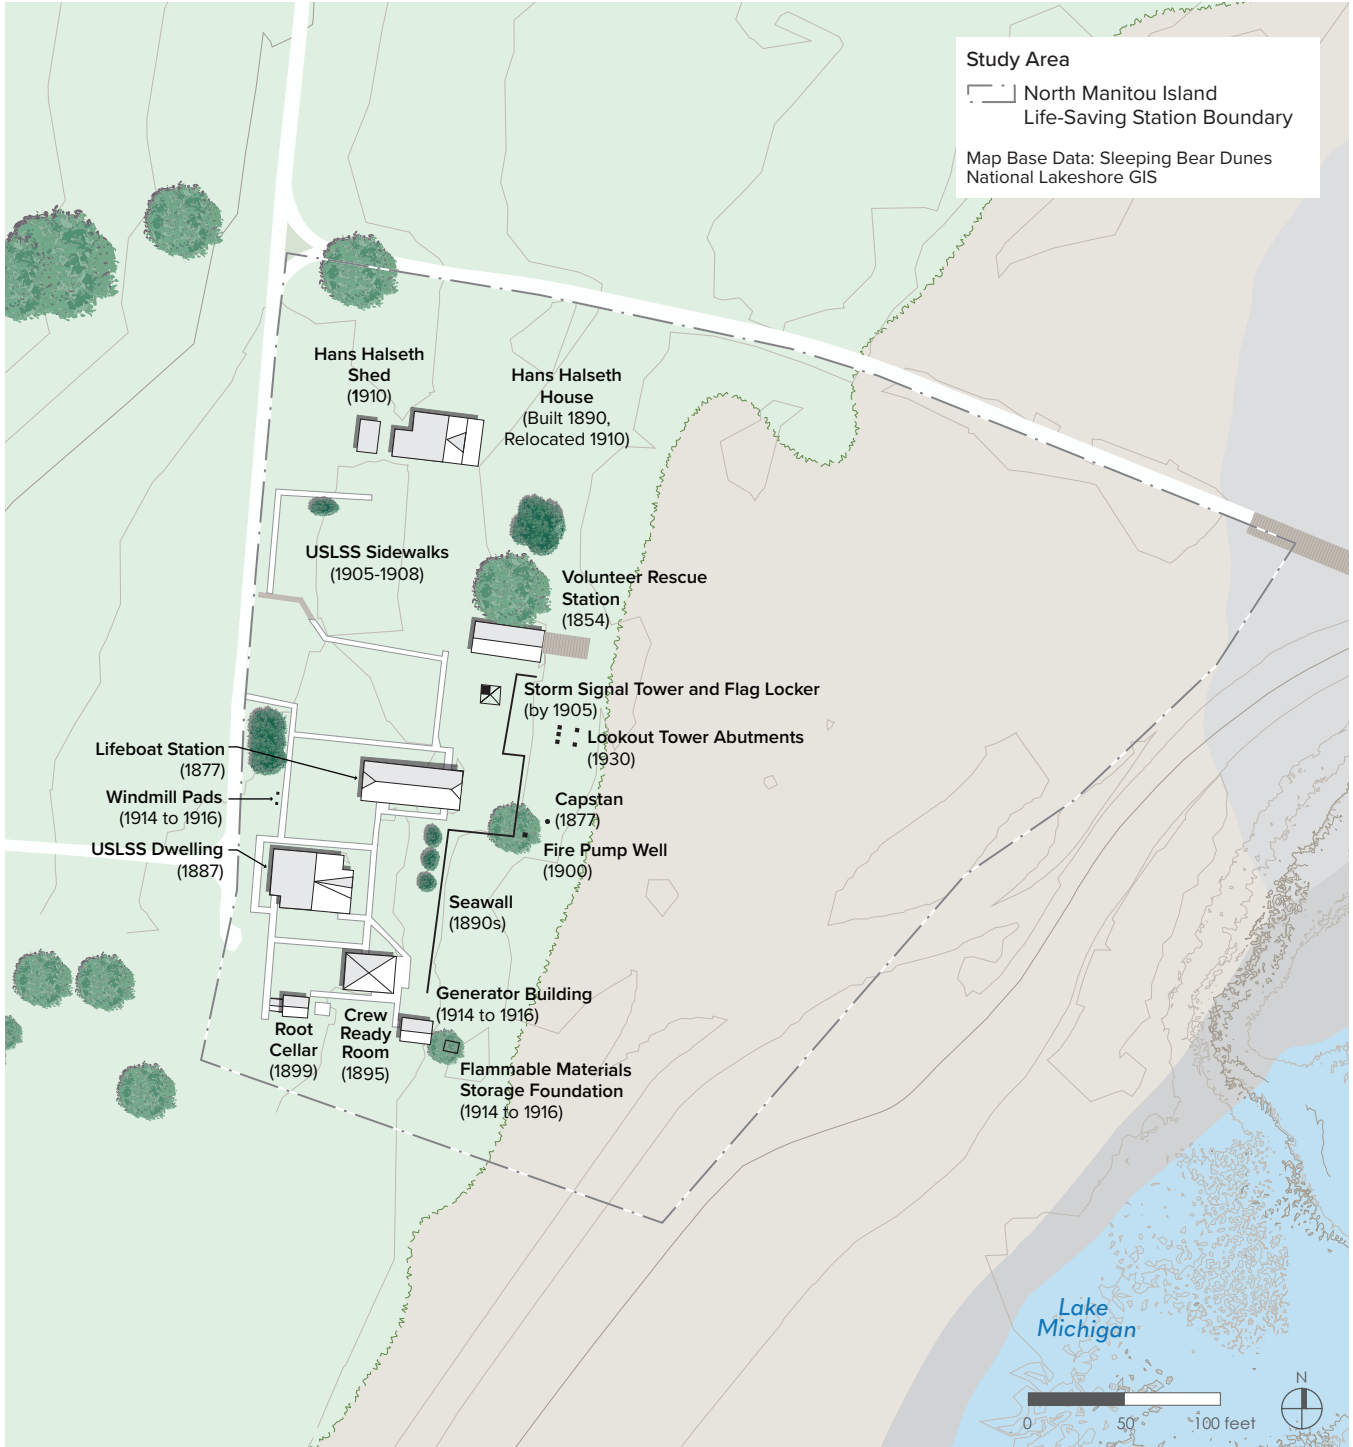 Study Area
North Manitou Island
Life-Saving Station Boundary
Map Base Data: Sleeping Bear Dunes
National Lakeshore GIS
Hans Halseth
Shed
(1910)
Hans Halseth
House
(Built 1890,
Relocated 1910)
USLSS Sidewalks
(1905-1908)
Volunteer Rescue
Station
(1854)
Storm Signal Tower and Flag Locker
(by 1905)
Lookout Tower Abutments
(1930)
Lifeboat Station
(1877)
Windmill Pads
(1914 to 1916)
Capstan
(1877)
USLSS Dwelling
(1887)
Fire Pump Well
(1900)
Seawall
(1890s)
Generator Building
(1914 to 1916)
Root
Cellar
(1899)
Crew
Ready
Room
(1895)
Flammable Materials
Storage Foundation
(1914 to 1916)
Lake
Michigan
N
0 50 100 feet